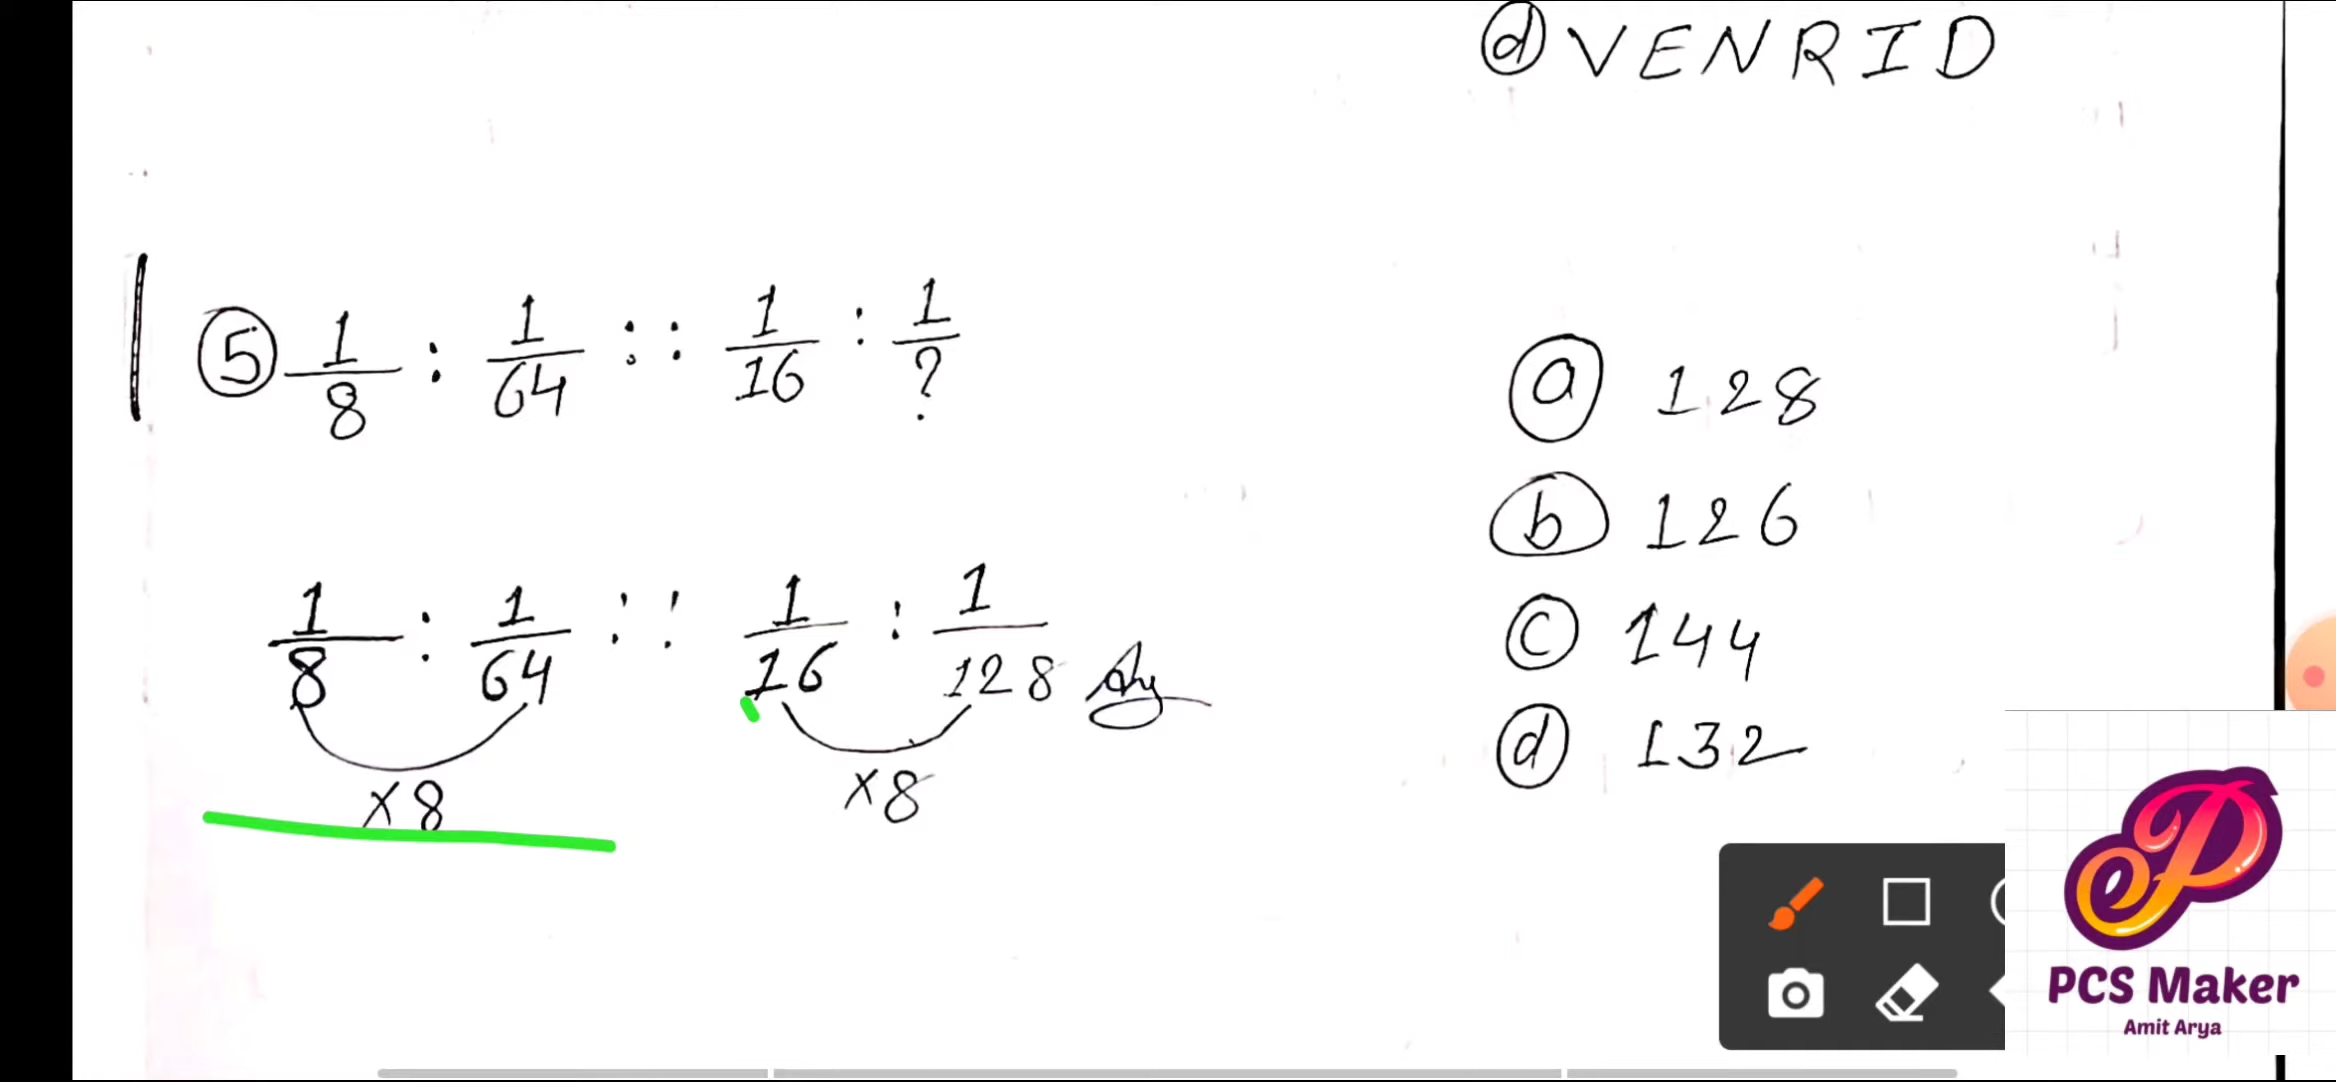 ⓓ VENRID
⑤ 1/8 : 1/64 :: 1/16 : 1/?
ⓐ 128
ⓑ 126
ⓒ 144
ⓓ 132
1/8 : 1/64 :: 1/16 : 1/128 Ans
×8 ×8
PCS Maker
Amit Arya